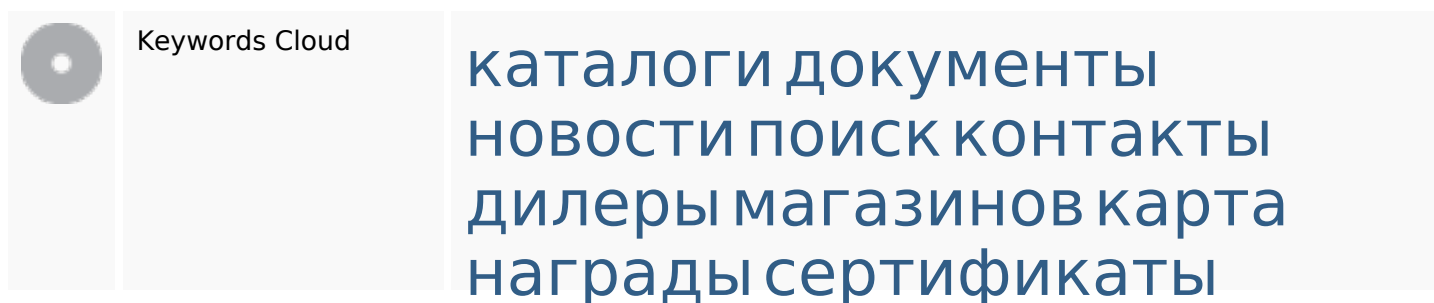 Keywords Cloud
каталоги документы
новости поиск контакты
дилеры магазинов карта
награды сертификаты